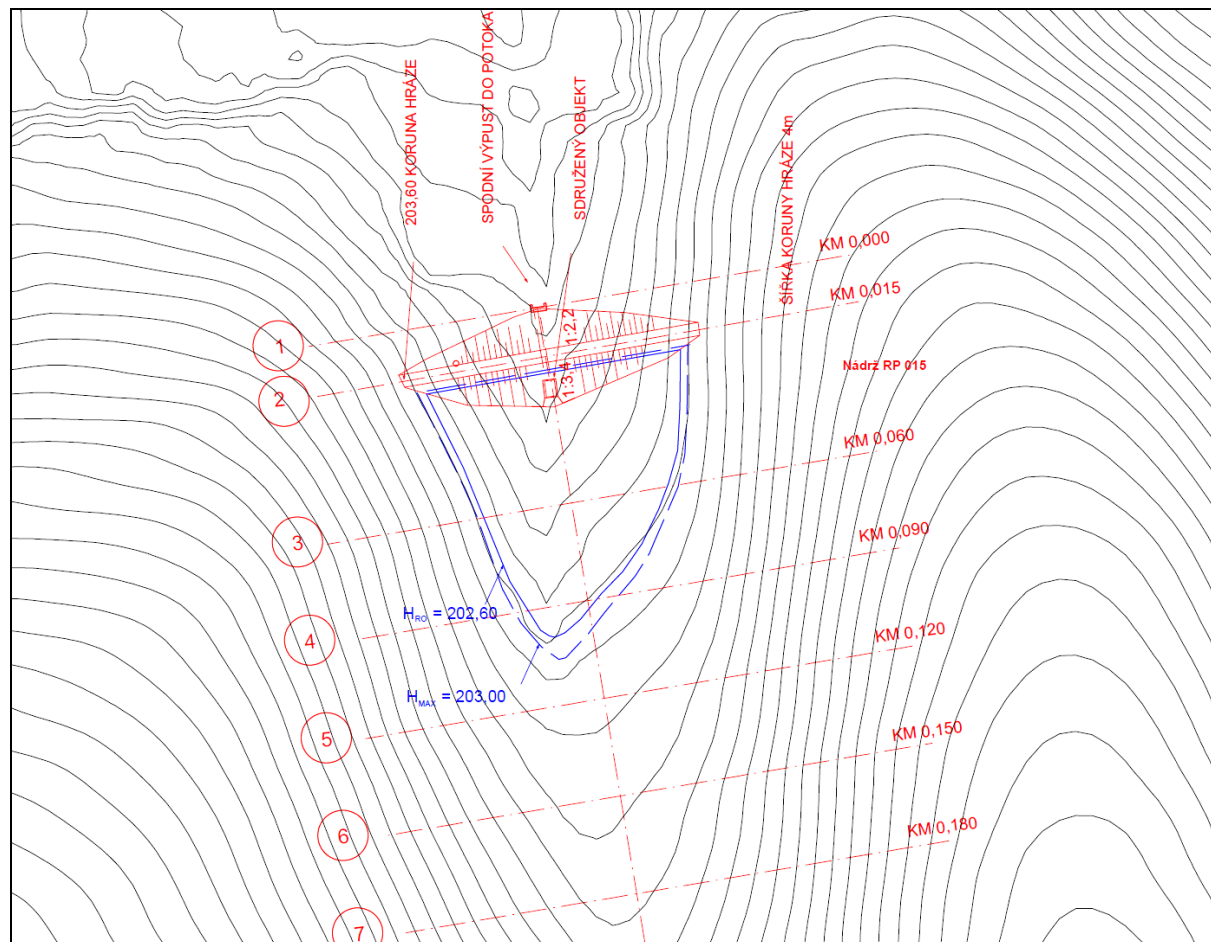 203,60 KORUNA HRÁZE
SPODNÍ VÝPUST DO POTOKA
SDRUŽENÝ OBJEKT
ŠÍŘKA KORUNY HRÁZE 4m
KM 0,000
KM 0,015
1:2,2
1:3,4
Nádrž RP 015
1
2
KM 0,060
3
KM 0,090
H RO = 202,60
4
KM 0,120
H MAX = 203,00
5
KM 0,150
6
KM 0,180
7